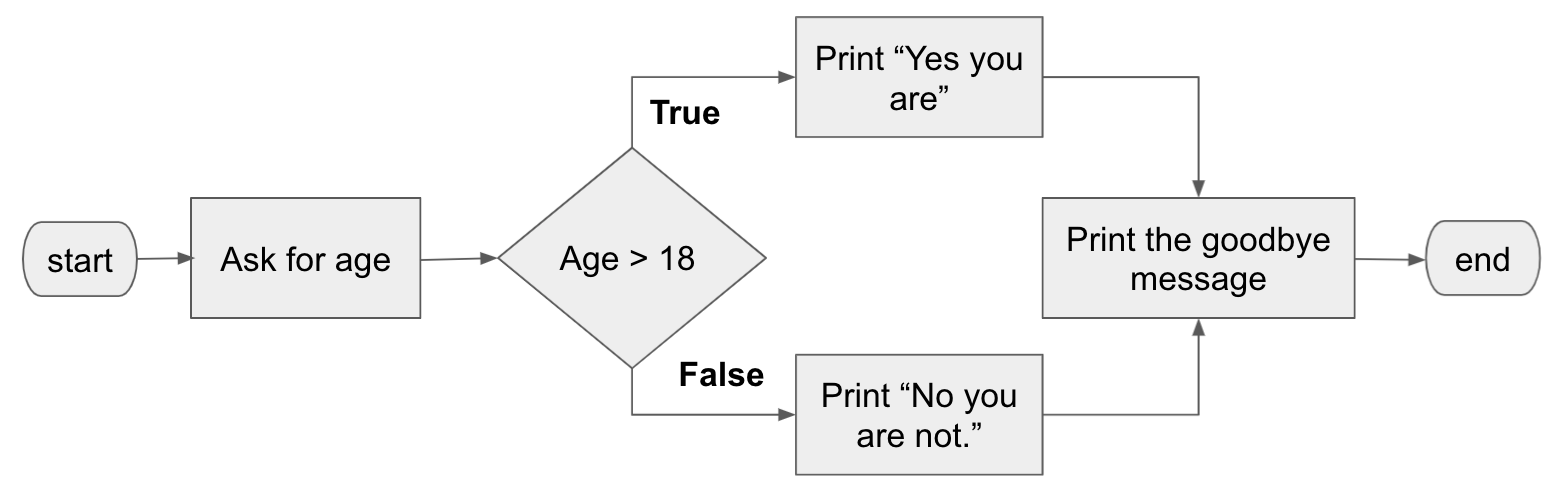 start
Ask for age
Age > 18
True
Print “Yes you
are”
False
Print “No you
are not.”
Print the goodbye
message
end